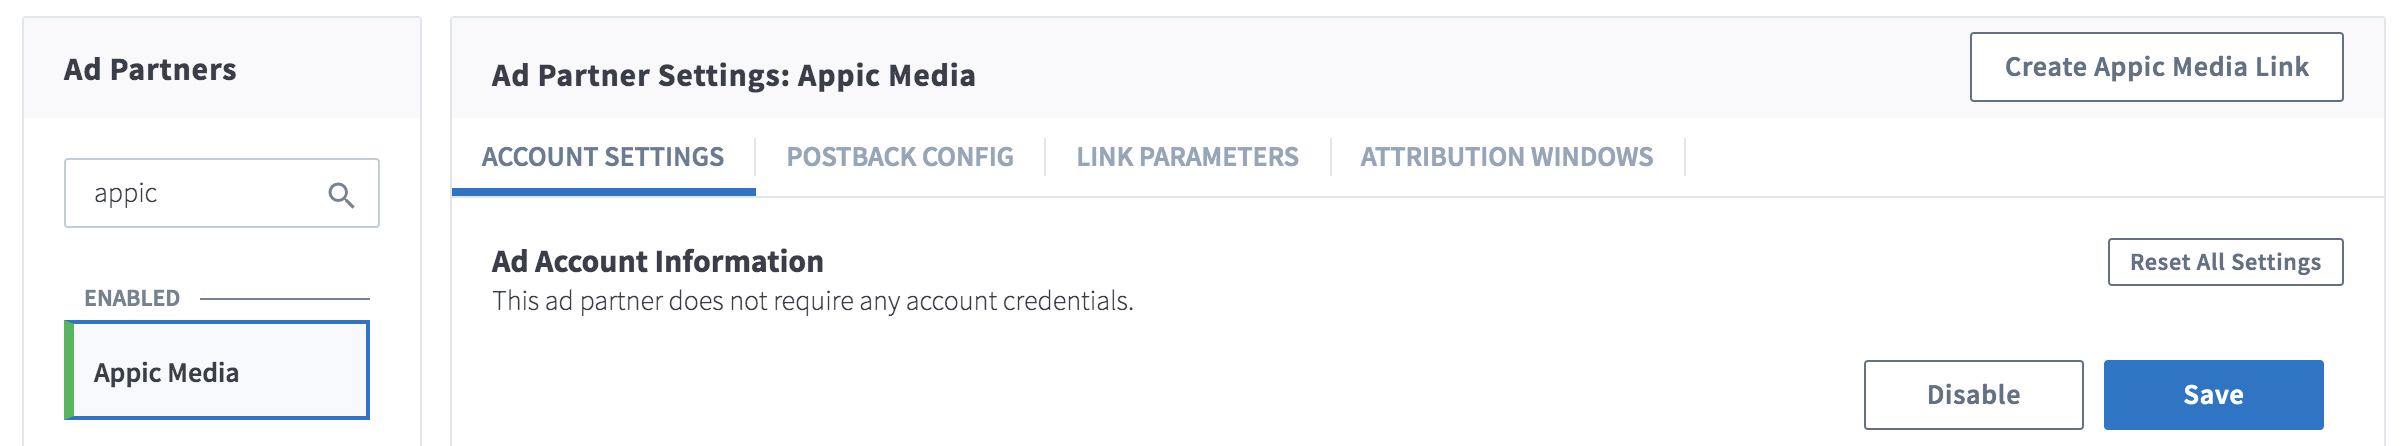 Ad Partners
appic
ENABLED
Appic Media
Ad Partner Settings: Appic Media
Create Appic Media Link
ACCOUNT SETTINGS
POSTBACK CONFIG
LINK PARAMETERS
ATTRIBUTION WINDOWS
Ad Account Information
Reset All Settings
This ad partner does not require any account credentials.
Disable
Save